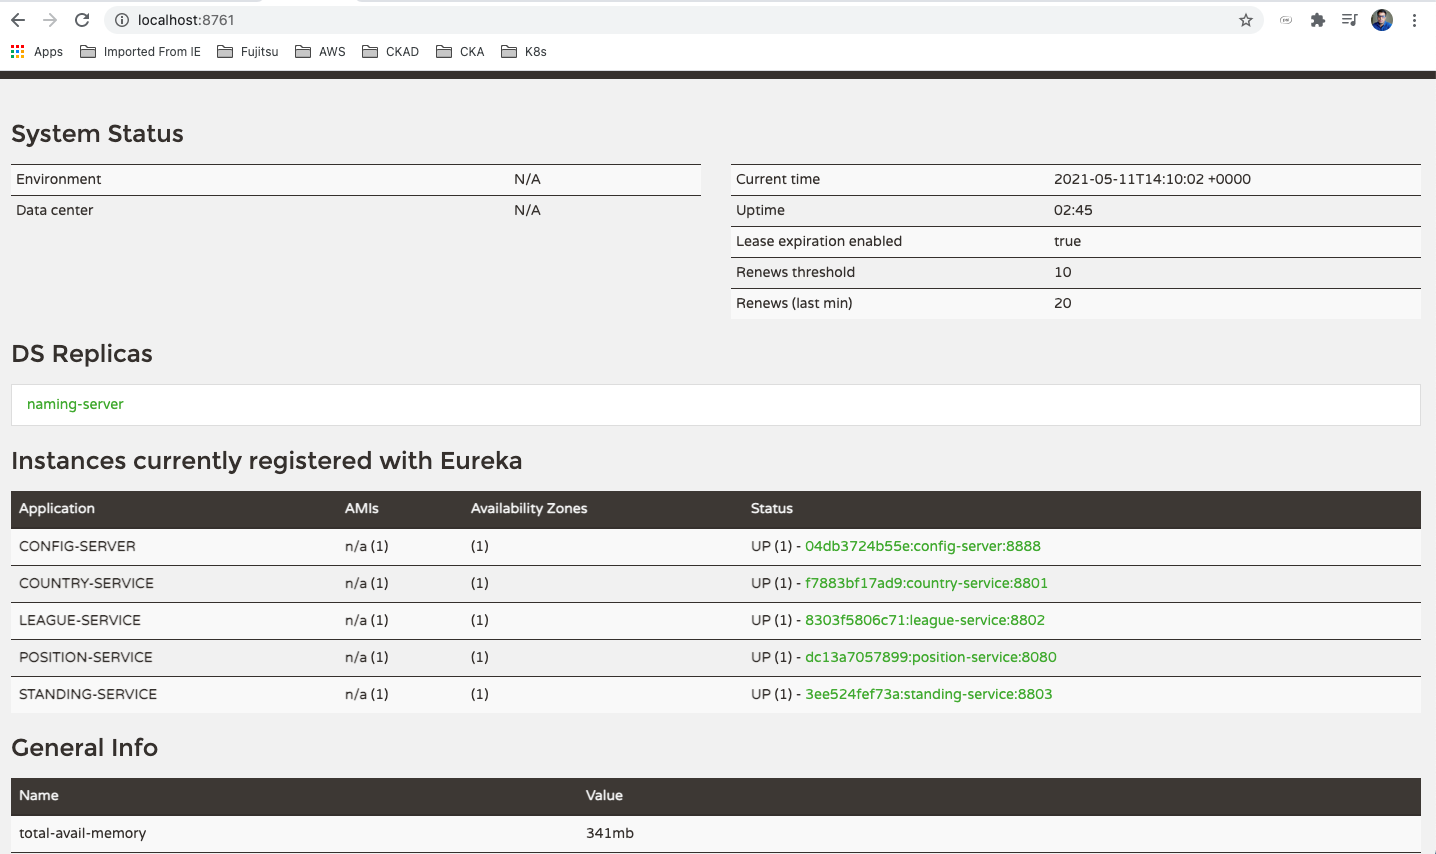 localhost:8761
Apps Imported From IE Fujitsu AWS CKAD CKA K8s
System Status
Environment N/A
Data center N/A
Current time 2021-05-11T14:10:02 +0000
Uptime 02:45
Lease expiration enabled true
Renews threshold 10
Renews (last min) 20
DS Replicas
naming-server
Instances currently registered with Eureka
Application AMIs Availability Zones Status
CONFIG-SERVER n/a (1) (1) UP (1) - 04db3724b55e:config-server:8888
COUNTRY-SERVICE n/a (1) (1) UP (1) - f7883bf17ad9:country-service:8801
LEAGUE-SERVICE n/a (1) (1) UP (1) - 8303f5806c71:league-service:8802
POSITION-SERVICE n/a (1) (1) UP (1) - dc13a7057899:position-service:8080
STANDING-SERVICE n/a (1) (1) UP (1) - 3ee524fef73a:standing-service:8803
General Info
Name Value
total-avail-memory 341mb